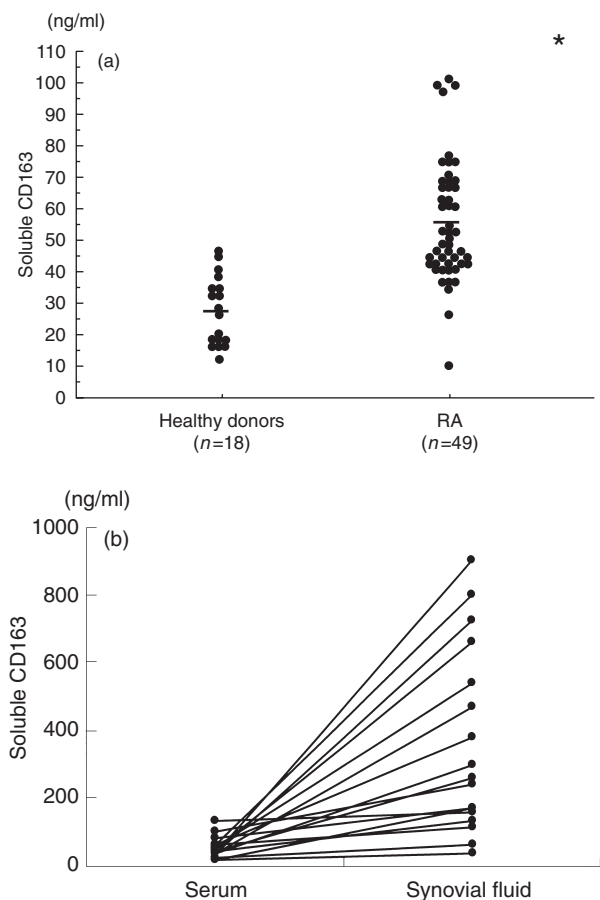 (ng/ml)
(a)
*
110
100
90
80
70
60
50
40
30
20
10
0
Soluble CD163
Healthy donors
RA
(n=18)
(n=49)
(ng/ml)
(b)
1000
800
600
400
200
0
Soluble CD163
Serum
Synovial fluid